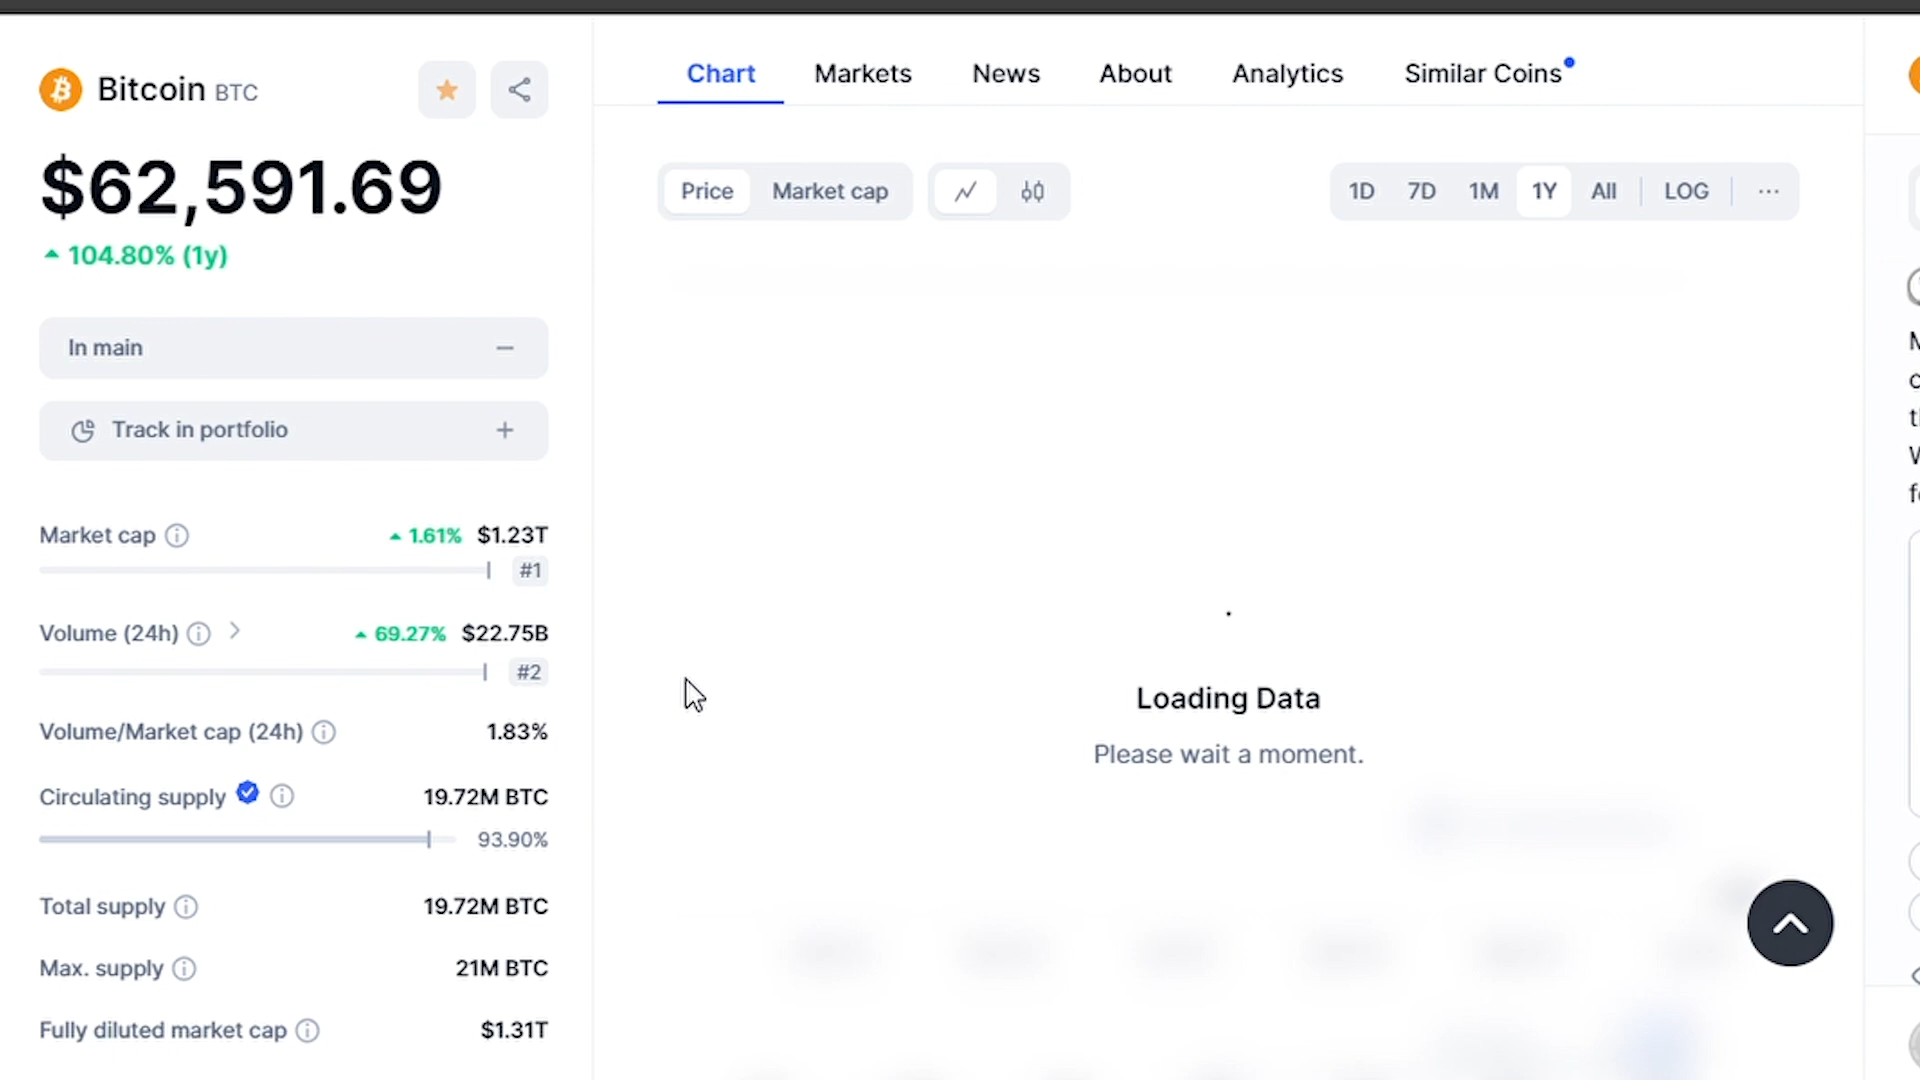 Bitcoin BTC
$62,591.69
104.80% (1y)
In main
Track in portfolio
Market cap 1.61% $1.23T
#1
Volume (24h) 69.27% $22.75B
#2
Volume/Market cap (24h) 1.83%
Circulating supply 19.72M BTC
93.90%
Total supply 19.72M BTC
Max. supply 21M BTC
Fully diluted market cap $1.31T
Chart Markets News About Analytics Similar Coins
Price Market cap 1D 7D 1M 1Y All LOG ...
Loading Data
Please wait a moment.